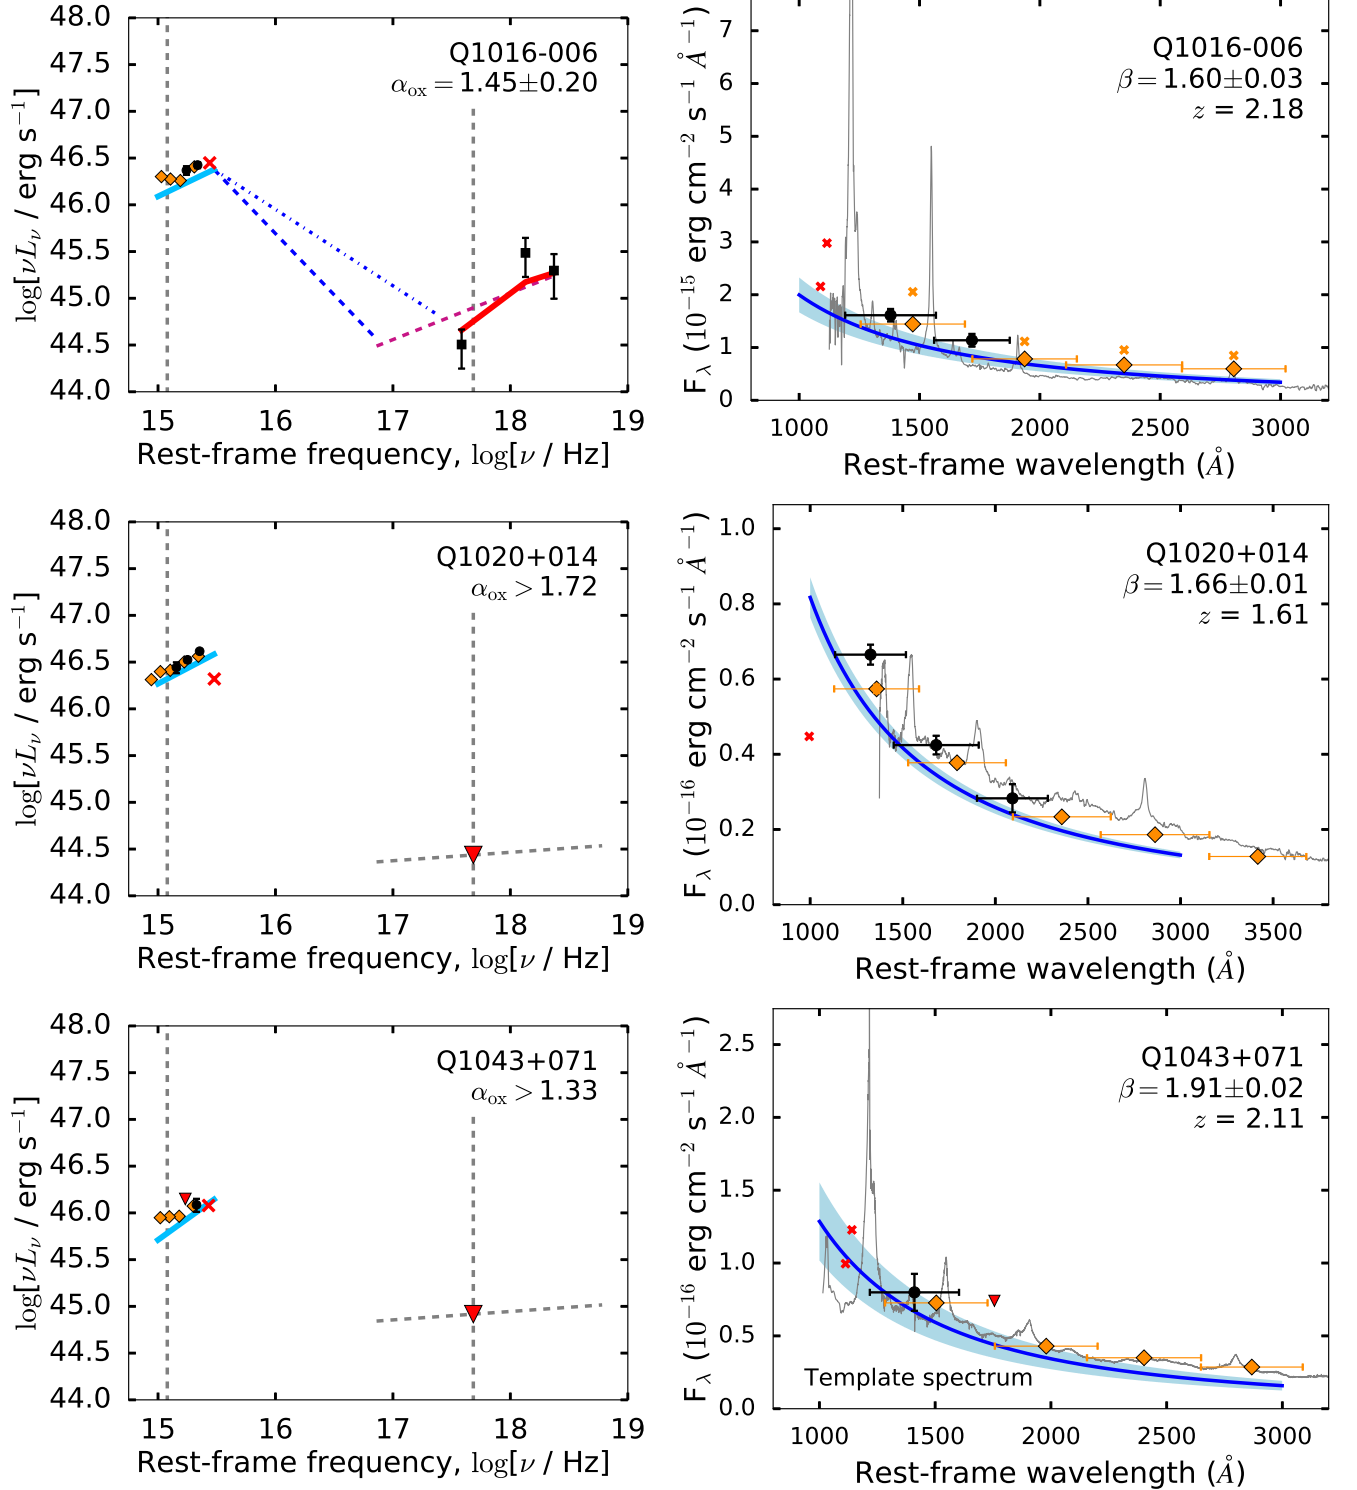 48.0
47.5
47.0
46.5
46.0
45.5
45.0
44.5
44.0
log[νL_ν / erg s⁻¹]
Q1016-006
α_ox = 1.45±0.20
15 16 17 18 19
Rest-frame frequency, log[ν / Hz]
7
6
5
4
3
2
1
0
F_λ (10⁻¹⁵ erg cm⁻² s⁻¹ Å⁻¹)
Q1016-006
β = 1.60±0.03
z = 2.18
1000 1500 2000 2500 3000
Rest-frame wavelength (Å)
48.0
47.5
47.0
46.5
46.0
45.5
45.0
44.5
44.0
log[νL_ν / erg s⁻¹]
Q1020+014
α_ox > 1.72
15 16 17 18 19
Rest-frame frequency, log[ν / Hz]
1.0
0.8
0.6
0.4
0.2
0.0
F_λ (10⁻¹⁶ erg cm⁻² s⁻¹ Å⁻¹)
Q1020+014
β = 1.66±0.01
z = 1.61
1000 1500 2000 2500 3000 3500
Rest-frame wavelength (Å)
48.0
47.5
47.0
46.5
46.0
45.5
45.0
44.5
44.0
log[νL_ν / erg s⁻¹]
Q1043+071
α_ox > 1.33
15 16 17 18 19
Rest-frame frequency, log[ν / Hz]
2.5
2.0
1.5
1.0
0.5
0.0
F_λ (10⁻¹⁶ erg cm⁻² s⁻¹ Å⁻¹)
Q1043+071
β = 1.91±0.02
z = 2.11
Template spectrum
1000 1500 2000 2500 3000
Rest-frame wavelength (Å)